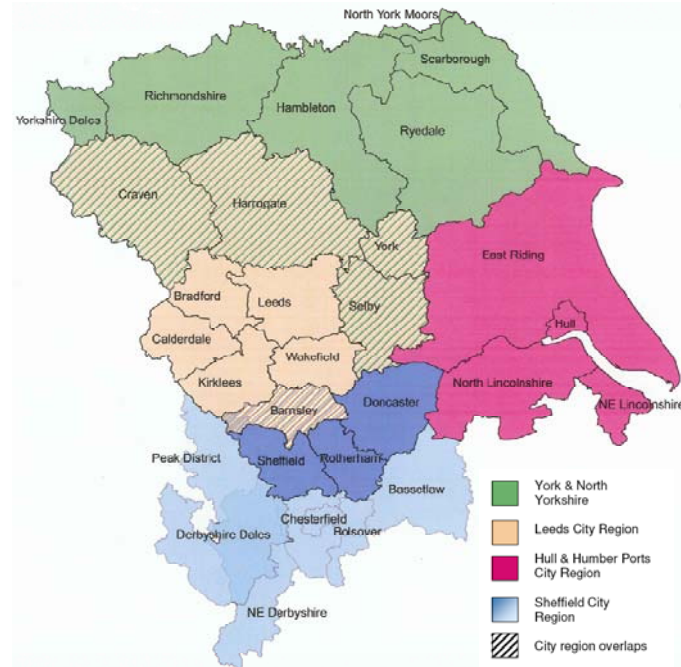 North York Moors
Scarborough
Richmondshire
Hambleton
Yorkshire Dales
Ryedale
Craven
Harrogate
York
East Riding
Bradford
Leeds
Selby
Hull
Calderdale
Wakefield
Kirklees
North Lincolnshire
Doncaster
NE Lincolnshire
Barnsley
Peak District
Sheffield
Rotherham
Bassetlaw
Chesterfield
Derbyshire Dales
Bolsover
NE Derbyshire
York & North
Yorkshire
Leeds City Region
Hull & Humber Ports
City Region
Sheffield City
Region
City region overlaps